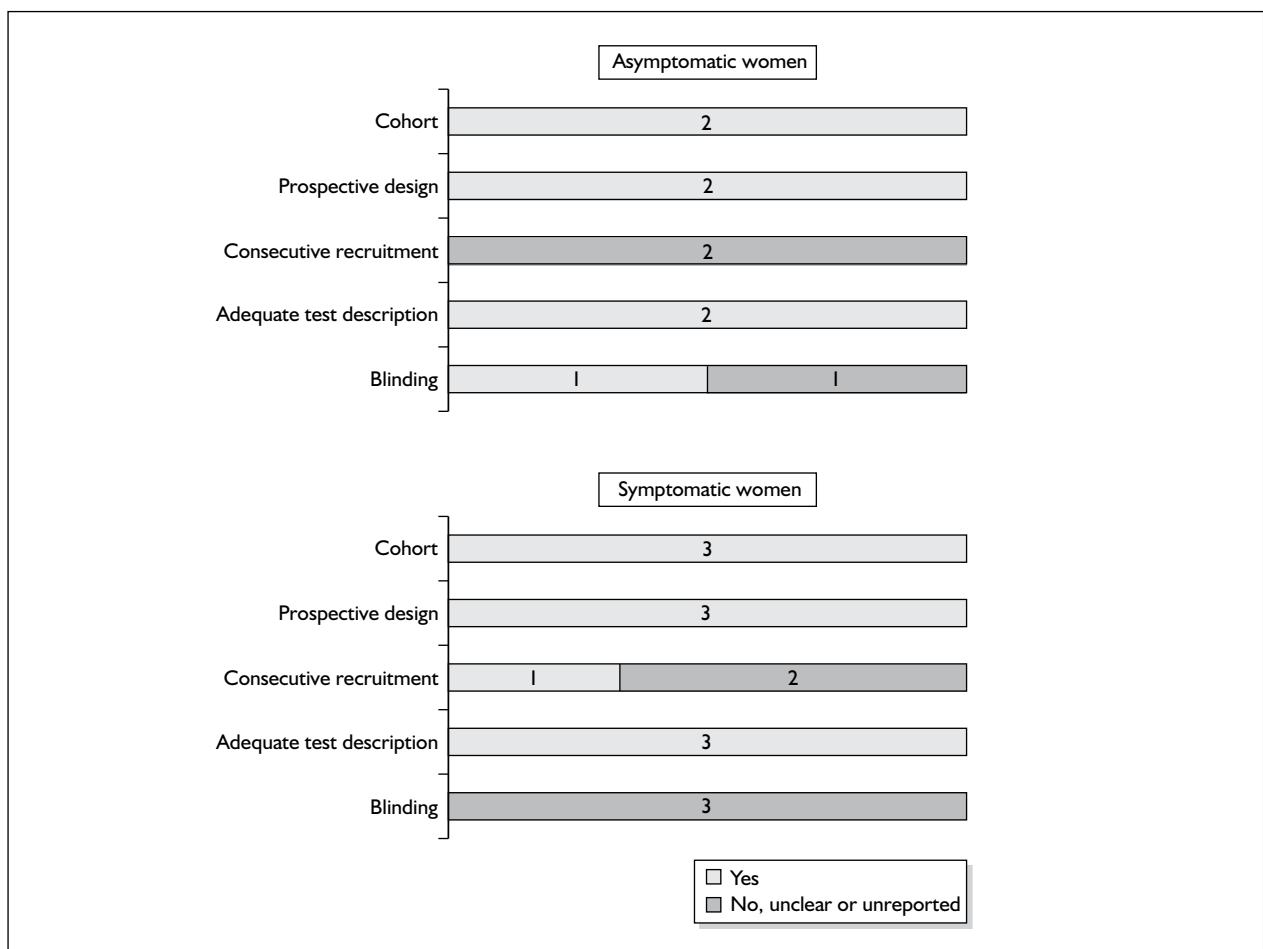 Asymptomatic women
Cohort 2
Prospective design 2
Consecutive recruitment 2
Adequate test description 2
Blinding 1 1
Symptomatic women
Cohort 3
Prospective design 3
Consecutive recruitment 1 2
Adequate test description 3
Blinding 3
Yes
No, unclear or unreported